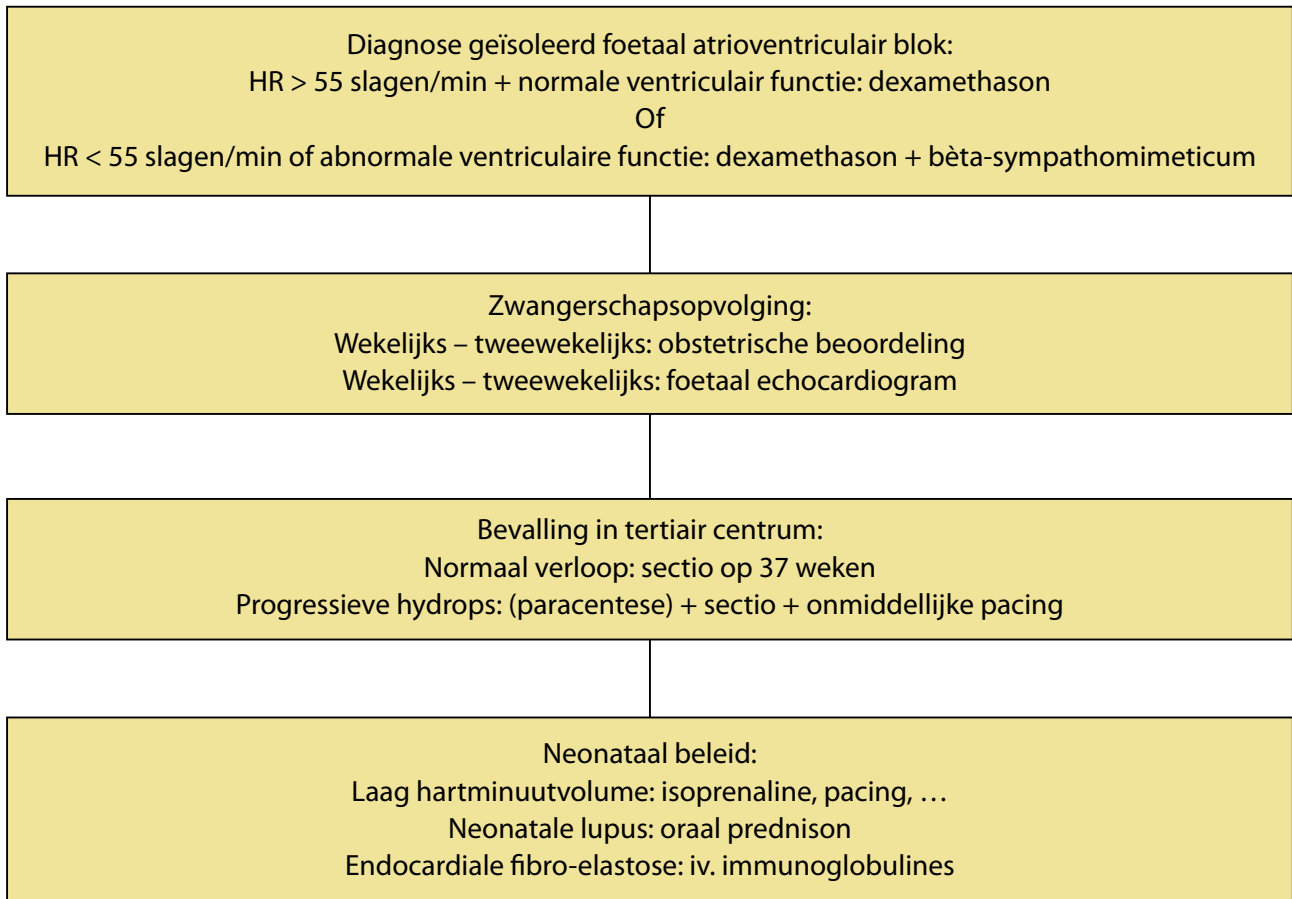 Diagnose geïsoleerd foetaal atrioventriculair blok:
HR > 55 slagen/min + normale ventriculair functie: dexamethason
Of
HR < 55 slagen/min of abnormale ventriculaire functie: dexamethason + bèta-sympathomimeticum
Zwangerschapsopvolging:
Wekelijks – tweewekelijks: obstetrische beoordeling
Wekelijks – tweewekelijks: foetaal echocardiogram
Bevalling in tertiair centrum:
Normaal verloop: sectio op 37 weken
Progressieve hydrops: (paracentese) + sectio + onmiddellijke pacing
Neonataal beleid:
Laag hartminuutvolume: isoprenaline, pacing, …
Neonatale lupus: oraal prednison
Endocardiale fibro-elastose: iv. immunoglobulines